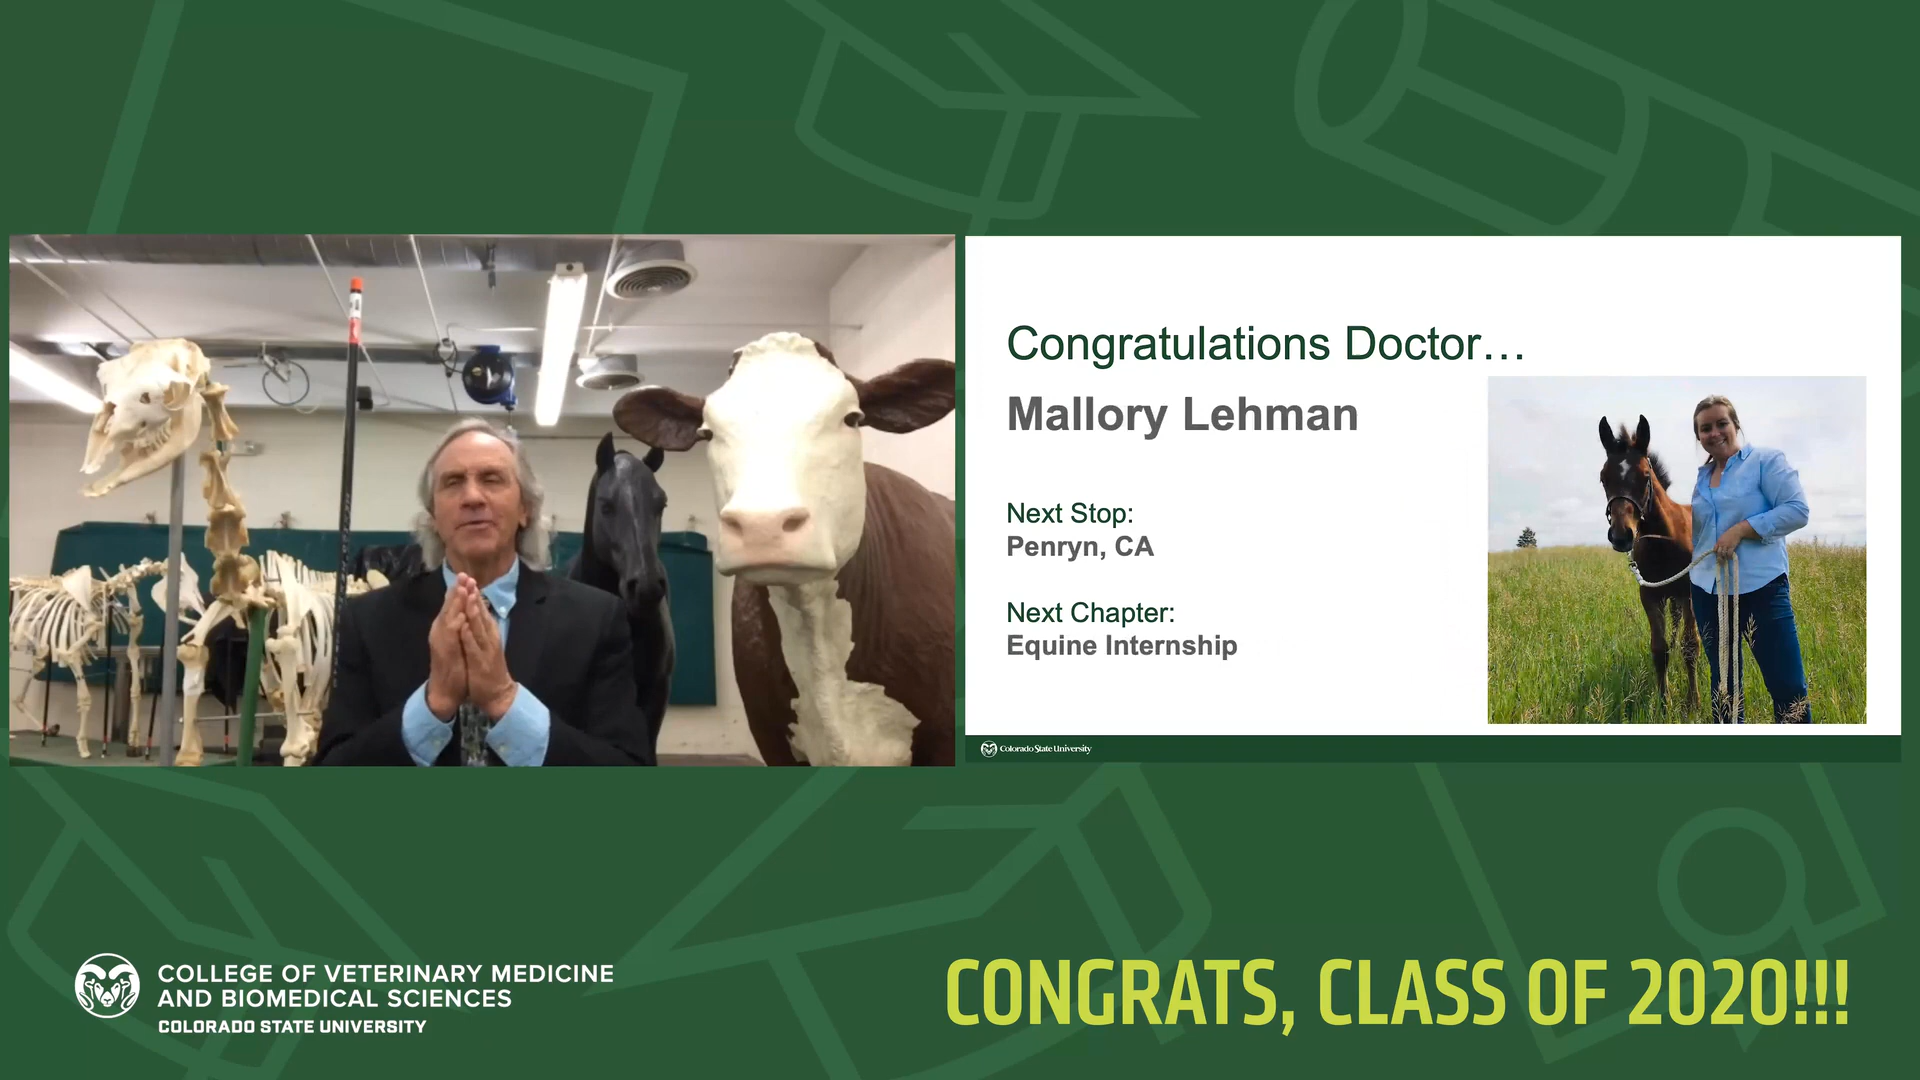 Congratulations Doctor…
Mallory Lehman
Next Stop:
Penryn, CA
Next Chapter:
Equine Internship
Colorado State University
COLLEGE OF VETERINARY MEDICINE
AND BIOMEDICAL SCIENCES
COLORADO STATE UNIVERSITY
CONGRATS, CLASS OF 2020!!!